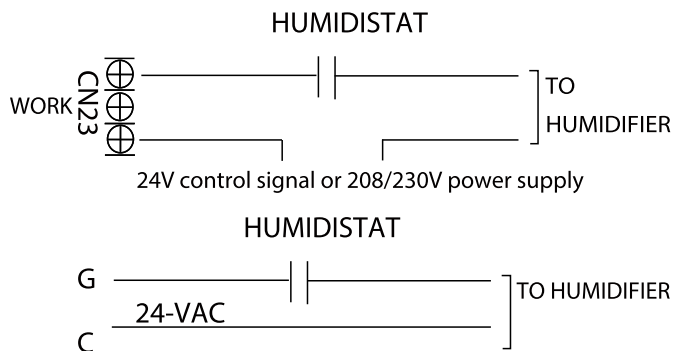 HUMIDISTAT
WORK
CN23
TO
HUMIDIFIER
24V control signal or 208/230V power supply
HUMIDISTAT
G
TO HUMIDIFIER
24-VAC
C